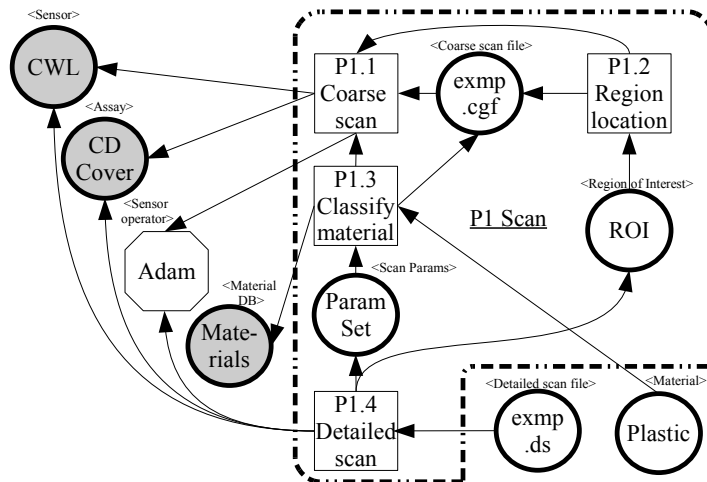 <Sensor>
CWL
<Assay>
CD
Cover
<Sensor
operator>
Adam
<Material
DB>
Mate-
rials
P1.1
Coarse
scan
<Coarse scan file>
exmp
.cgf
P1.2
Region
location
P1.3
Classify
material
P1 Scan
<Region of Interest>
ROI
<Scan Params>
Param
Set
P1.4
Detailed
scan
<Detailed scan file>
exmp
.ds
<Material>
Plastic